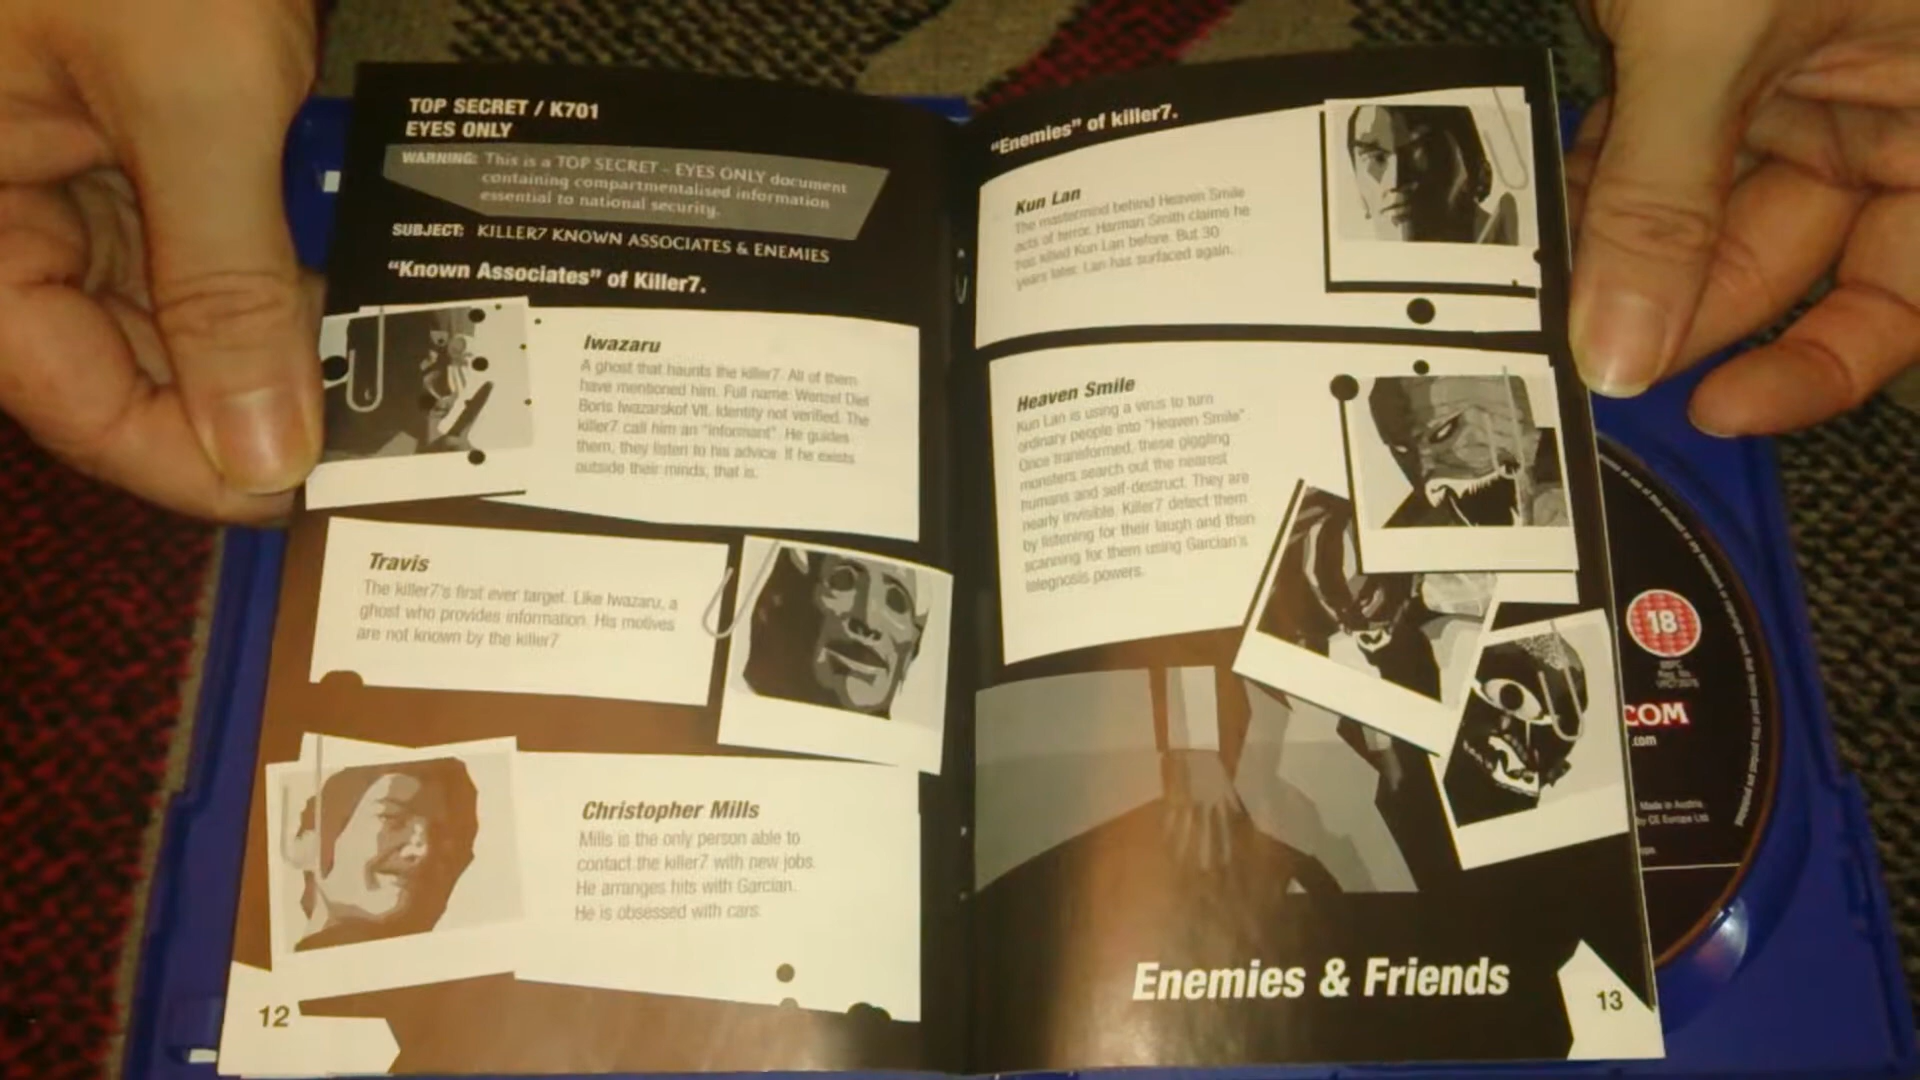 TOP SECRET / K701
EYES ONLY
WARNING: This is a TOP SECRET - EYES ONLY document
containing compartmentalised information
essential to national security.
SUBJECT: KILLER7 KNOWN ASSOCIATES & ENEMIES
"Known Associates" of Killer7.
Iwazaru
A ghost that haunts the killer7. All of them
have mentioned him. Full name: Wenzel Diel
Boris Iwazarskof VII. Identity not verified. The
killer7 call him an "informant". He guides
them, they listen to his advice. If he exists
outside their minds, that is.
Travis
The killer7's first ever target. Like Iwazaru, a
ghost who provides information. His motives
are not known by the killer7
Christopher Mills
Mills is the only person able to
contact the killer7 with new jobs.
He arranges hits with Garcian.
He is obsessed with cars.
12
"Enemies" of killer7.
Kun Lan
The mastermind behind Heaven Smile
acts of terror. Harman Smith claims he
has killed Kun Lan before. But 30
years later, Lan has surfaced again.
Heaven Smile
Kun Lan is using a virus to turn
ordinary people into "Heaven Smile".
Once transformed, these giggling
monsters search out the nearest
humans and self-destruct. They are
nearly invisible. Killer7 detect them
by listening for their laugh and then
scanning for them using Garcian's
telegnosis powers.
Enemies & Friends
13
18
COM
.com
Made in Austria
by CE Europe Ltd